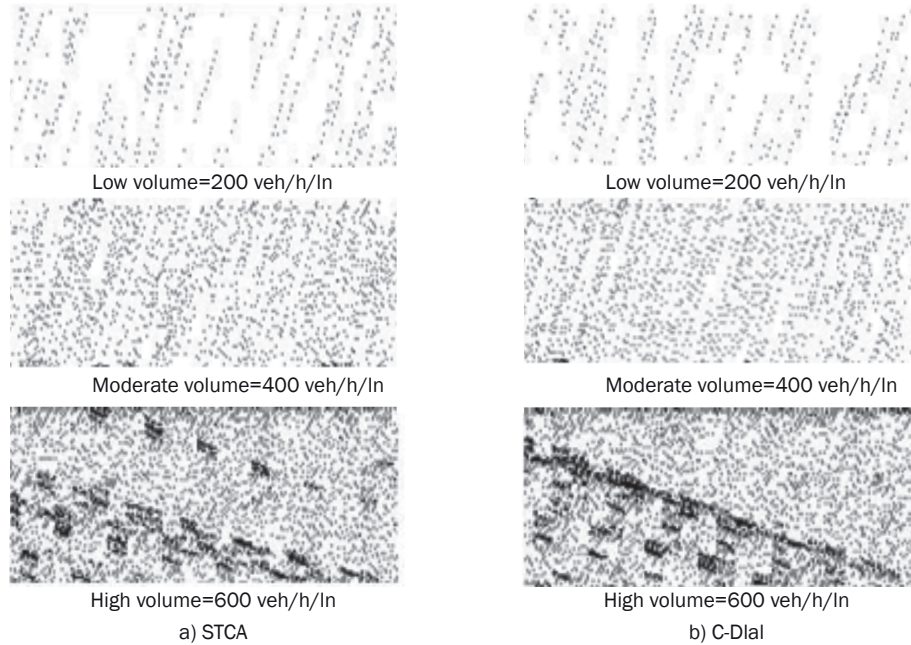 Low volume=200 veh/h/ln
Low volume=200 veh/h/ln
Moderate volume=400 veh/h/ln
Moderate volume=400 veh/h/ln
High volume=600 veh/h/ln
High volume=600 veh/h/ln
a) STCA
b) C-Dlal